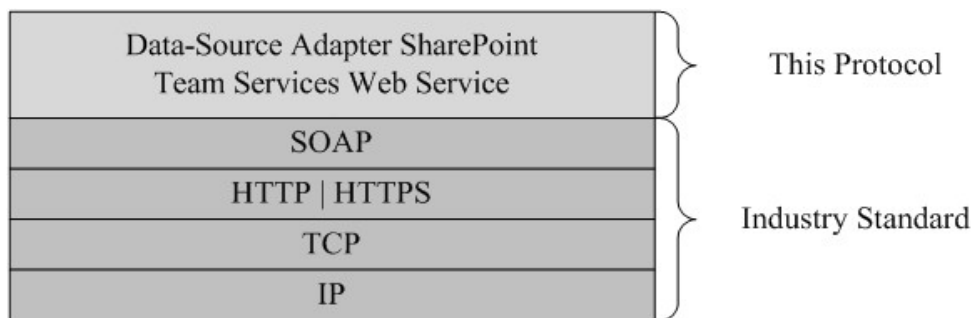 Data-Source Adapter SharePoint
Team Services Web Service
This Protocol
SOAP
HTTP | HTTPS
TCP
IP
Industry Standard